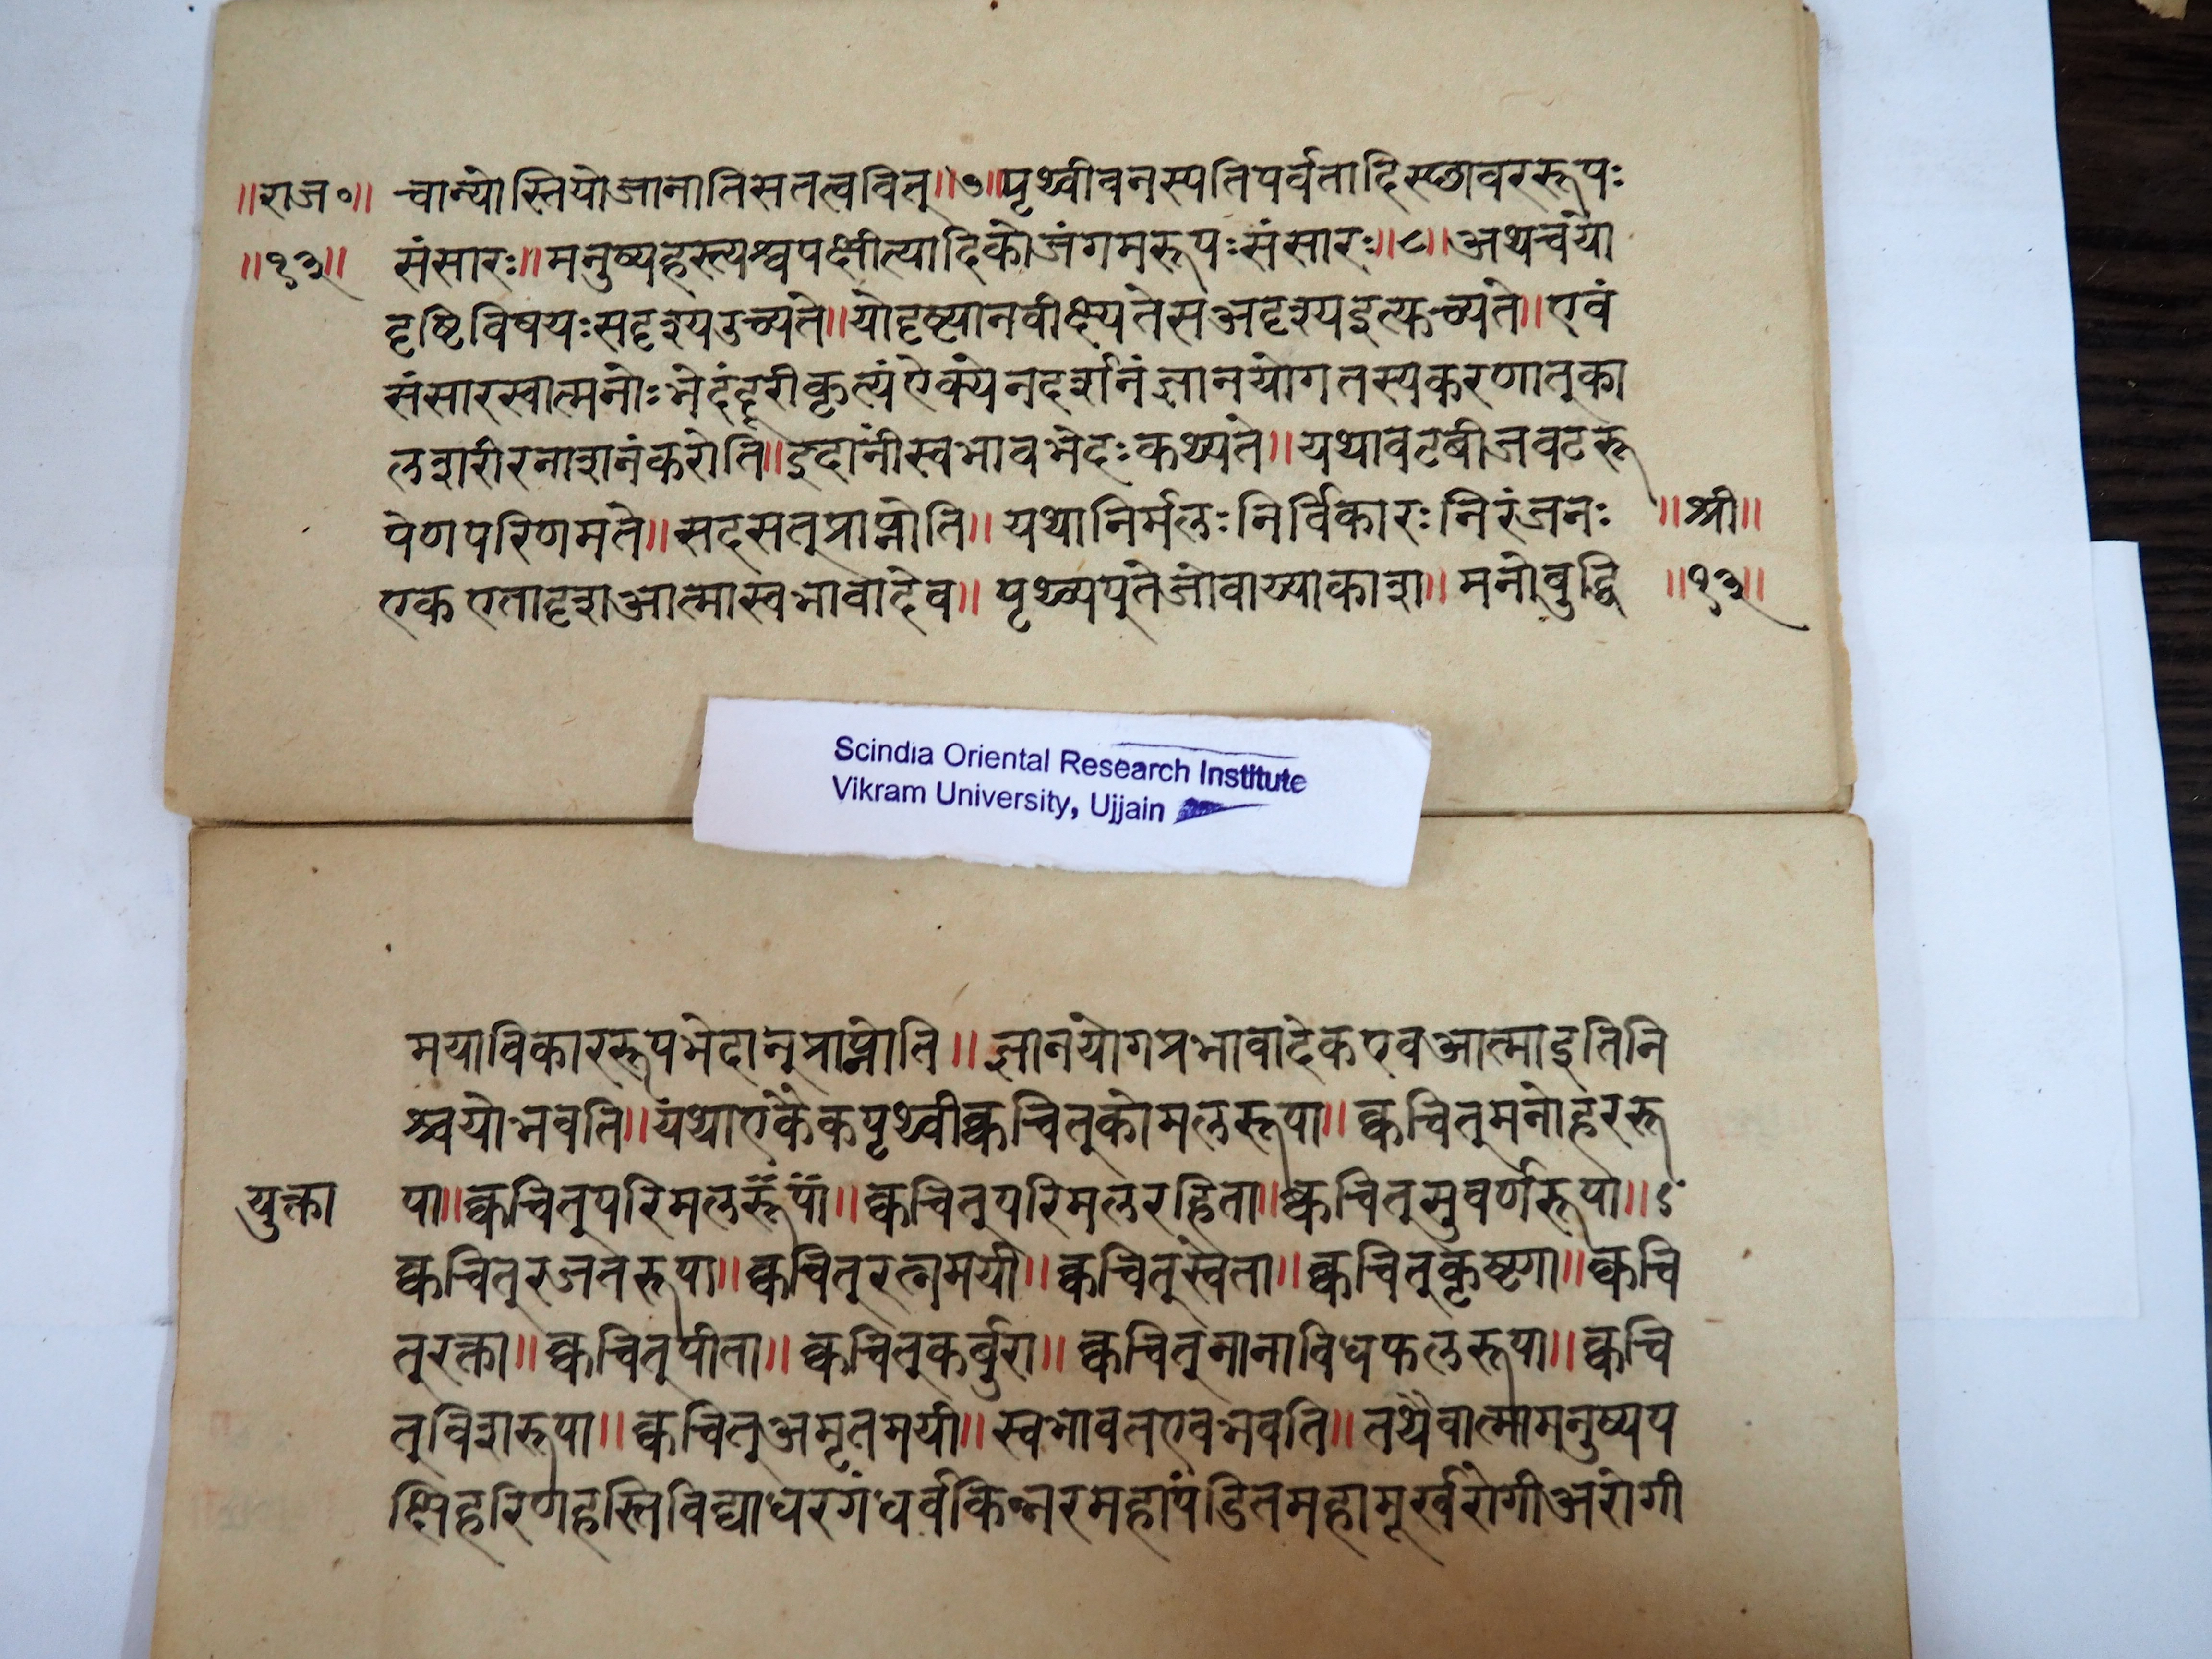 ॥राज॰॥ चान्योस्तियोजानातिसतत्ववित्॥७॥पृथ्वीवनस्पतिपर्वतादिस्छावररूपः
॥१३॥ संसारः॥मनुष्यहस्त्यश्वपक्षीत्यादिकोजंगमरूपःसंसारः॥८॥अथचयो
दृष्टिविषयःसदृश्यउच्यते॥योदृष्ट्यानवीक्ष्यतेसअदृश्यइत्फच्यते॥एवं
संसारस्वात्मनोःभेदंदूरीकृत्यंऐक्येनदर्शनंज्ञानयोगतस्यकरणात्का
लशरीरनाशनंकरोति॥इदानींस्वभावभेदःकथ्यते॥यथावटबीजवटरू
पेणपरिणमते॥सदसत्प्राप्नोति॥यथानिर्मलःनिर्विकारःनिरंजनः ॥श्री॥
एकएतादृशआत्मास्वभावादेव॥पृथ्व्यपूतेजोवाय्याकाश॥मनोबुद्धि ॥१३॥
Scindia Oriental Research Institute
Vikram University, Ujjain
मयाविकाररूपभेदान्प्राप्नोति॥ज्ञानयोगप्रभावादेकएवआत्माइतिनि
श्चयोभवति॥यथाएकैकपृथ्वीक्वचित्कोमलरूपा॥क्वचित्मनोहररू
युक्ता पा॥क्वचित्परिमलरूपा॥क्वचित्परिमलरहिता॥क्वचित्सुवर्णरूपा॥
क्वचित्रजतरूपा॥क्वचित्रत्नमयी॥क्वचित्स्वेता॥क्वचित्कृष्णा॥क्वचि
त्रक्ता॥क्वचित्पीता॥क्वचित्कर्बुरा॥क्वचित्नानाविधफलरूपा॥क्वचि
त्विशरूपा॥क्वचित्अमृतमयी॥स्वभावतएवभवति॥तथैवात्मामनुष्यप
क्षिहरिणहस्तिविद्याधरगंधर्वकिन्नरमहापंडितमहामूर्खरोगीअरोगी